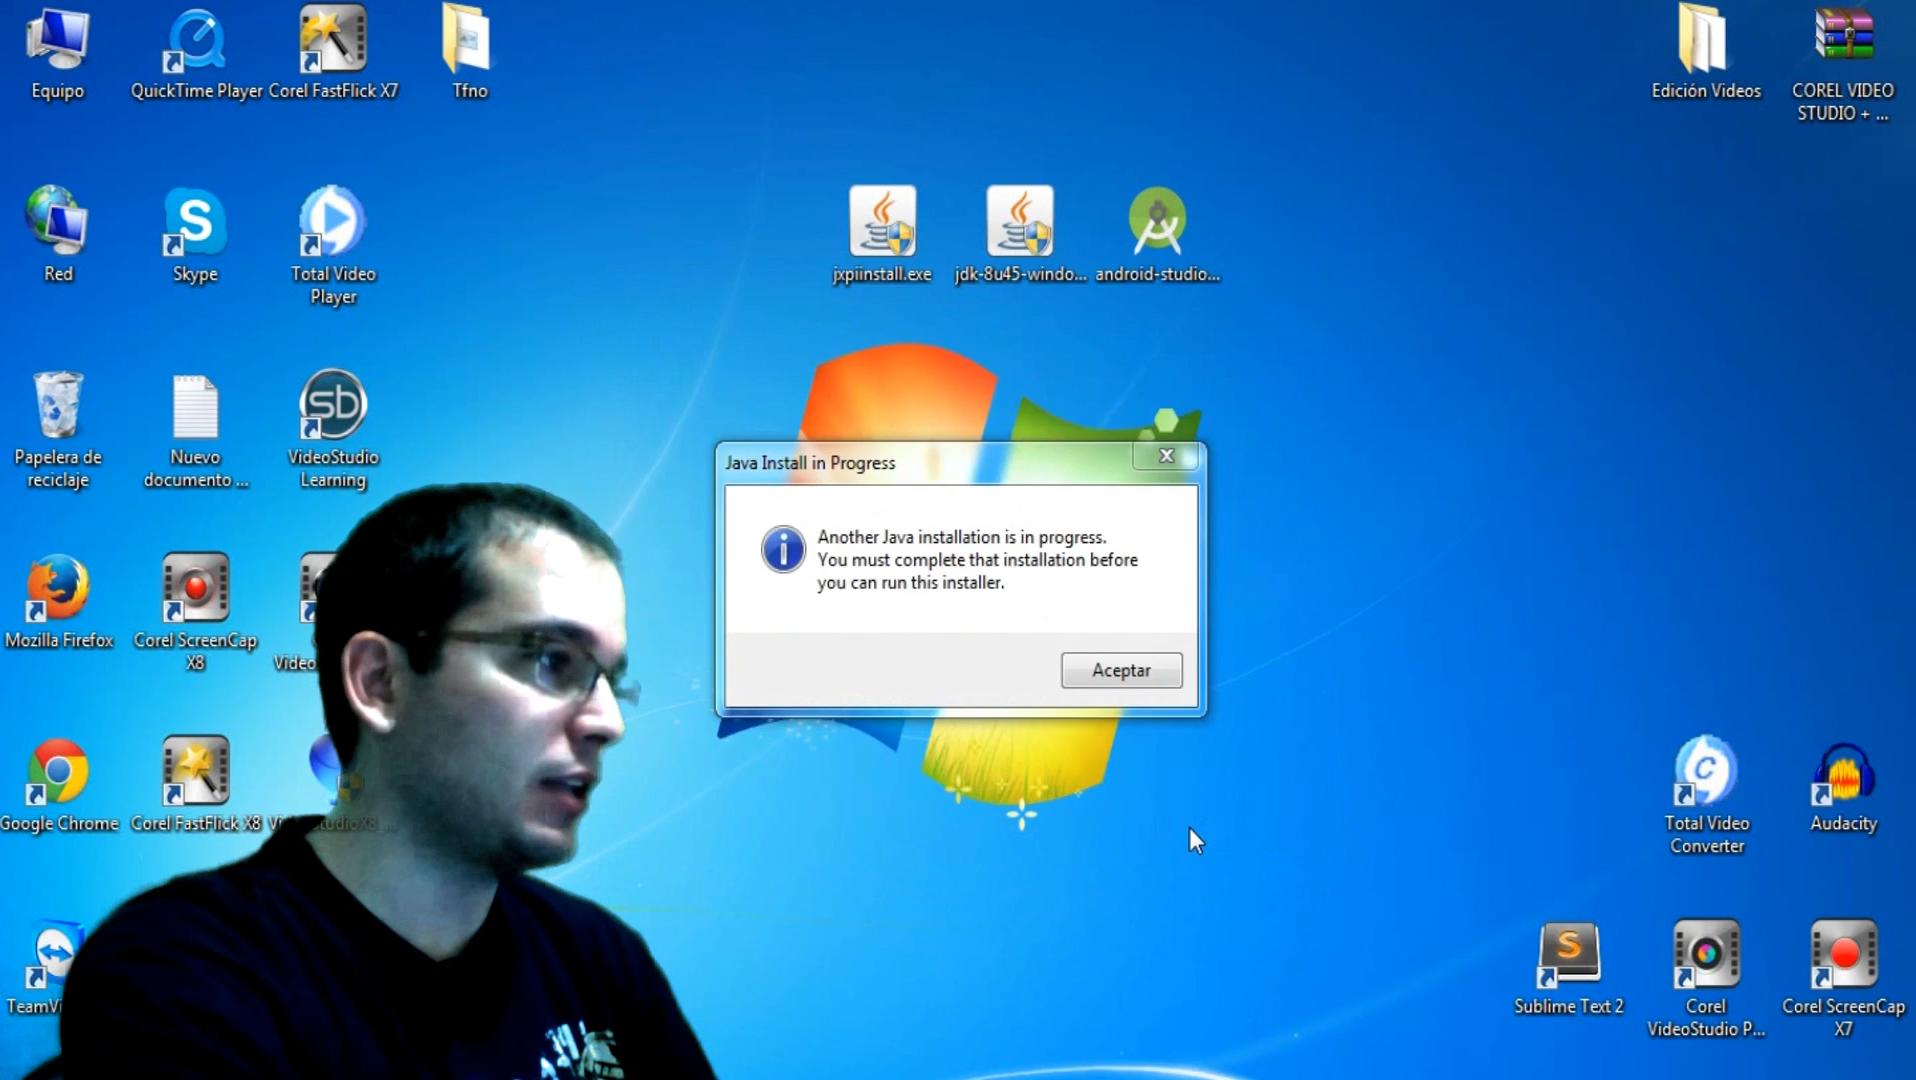 Equipo
QuickTime Player
Corel FastFlick X7
Tfno
Edición Videos
COREL VIDEO
STUDIO + ...
Red
Skype
Total Video
Player
jxpiinstall.exe
jdk-8u45-windo...
android-studio...
Papelera de
reciclaje
Nuevo
documento ...
sb
VideoStudio
Learning
Java Install in Progress
Another Java installation is in progress.
You must complete that installation before
you can run this installer.
Aceptar
Mozilla Firefox
Corel ScreenCap
X8
Google Chrome
Corel FastFlick X8
Total Video
Converter
Audacity
Sublime Text 2
Corel
VideoStudio P...
Corel ScreenCap
X7